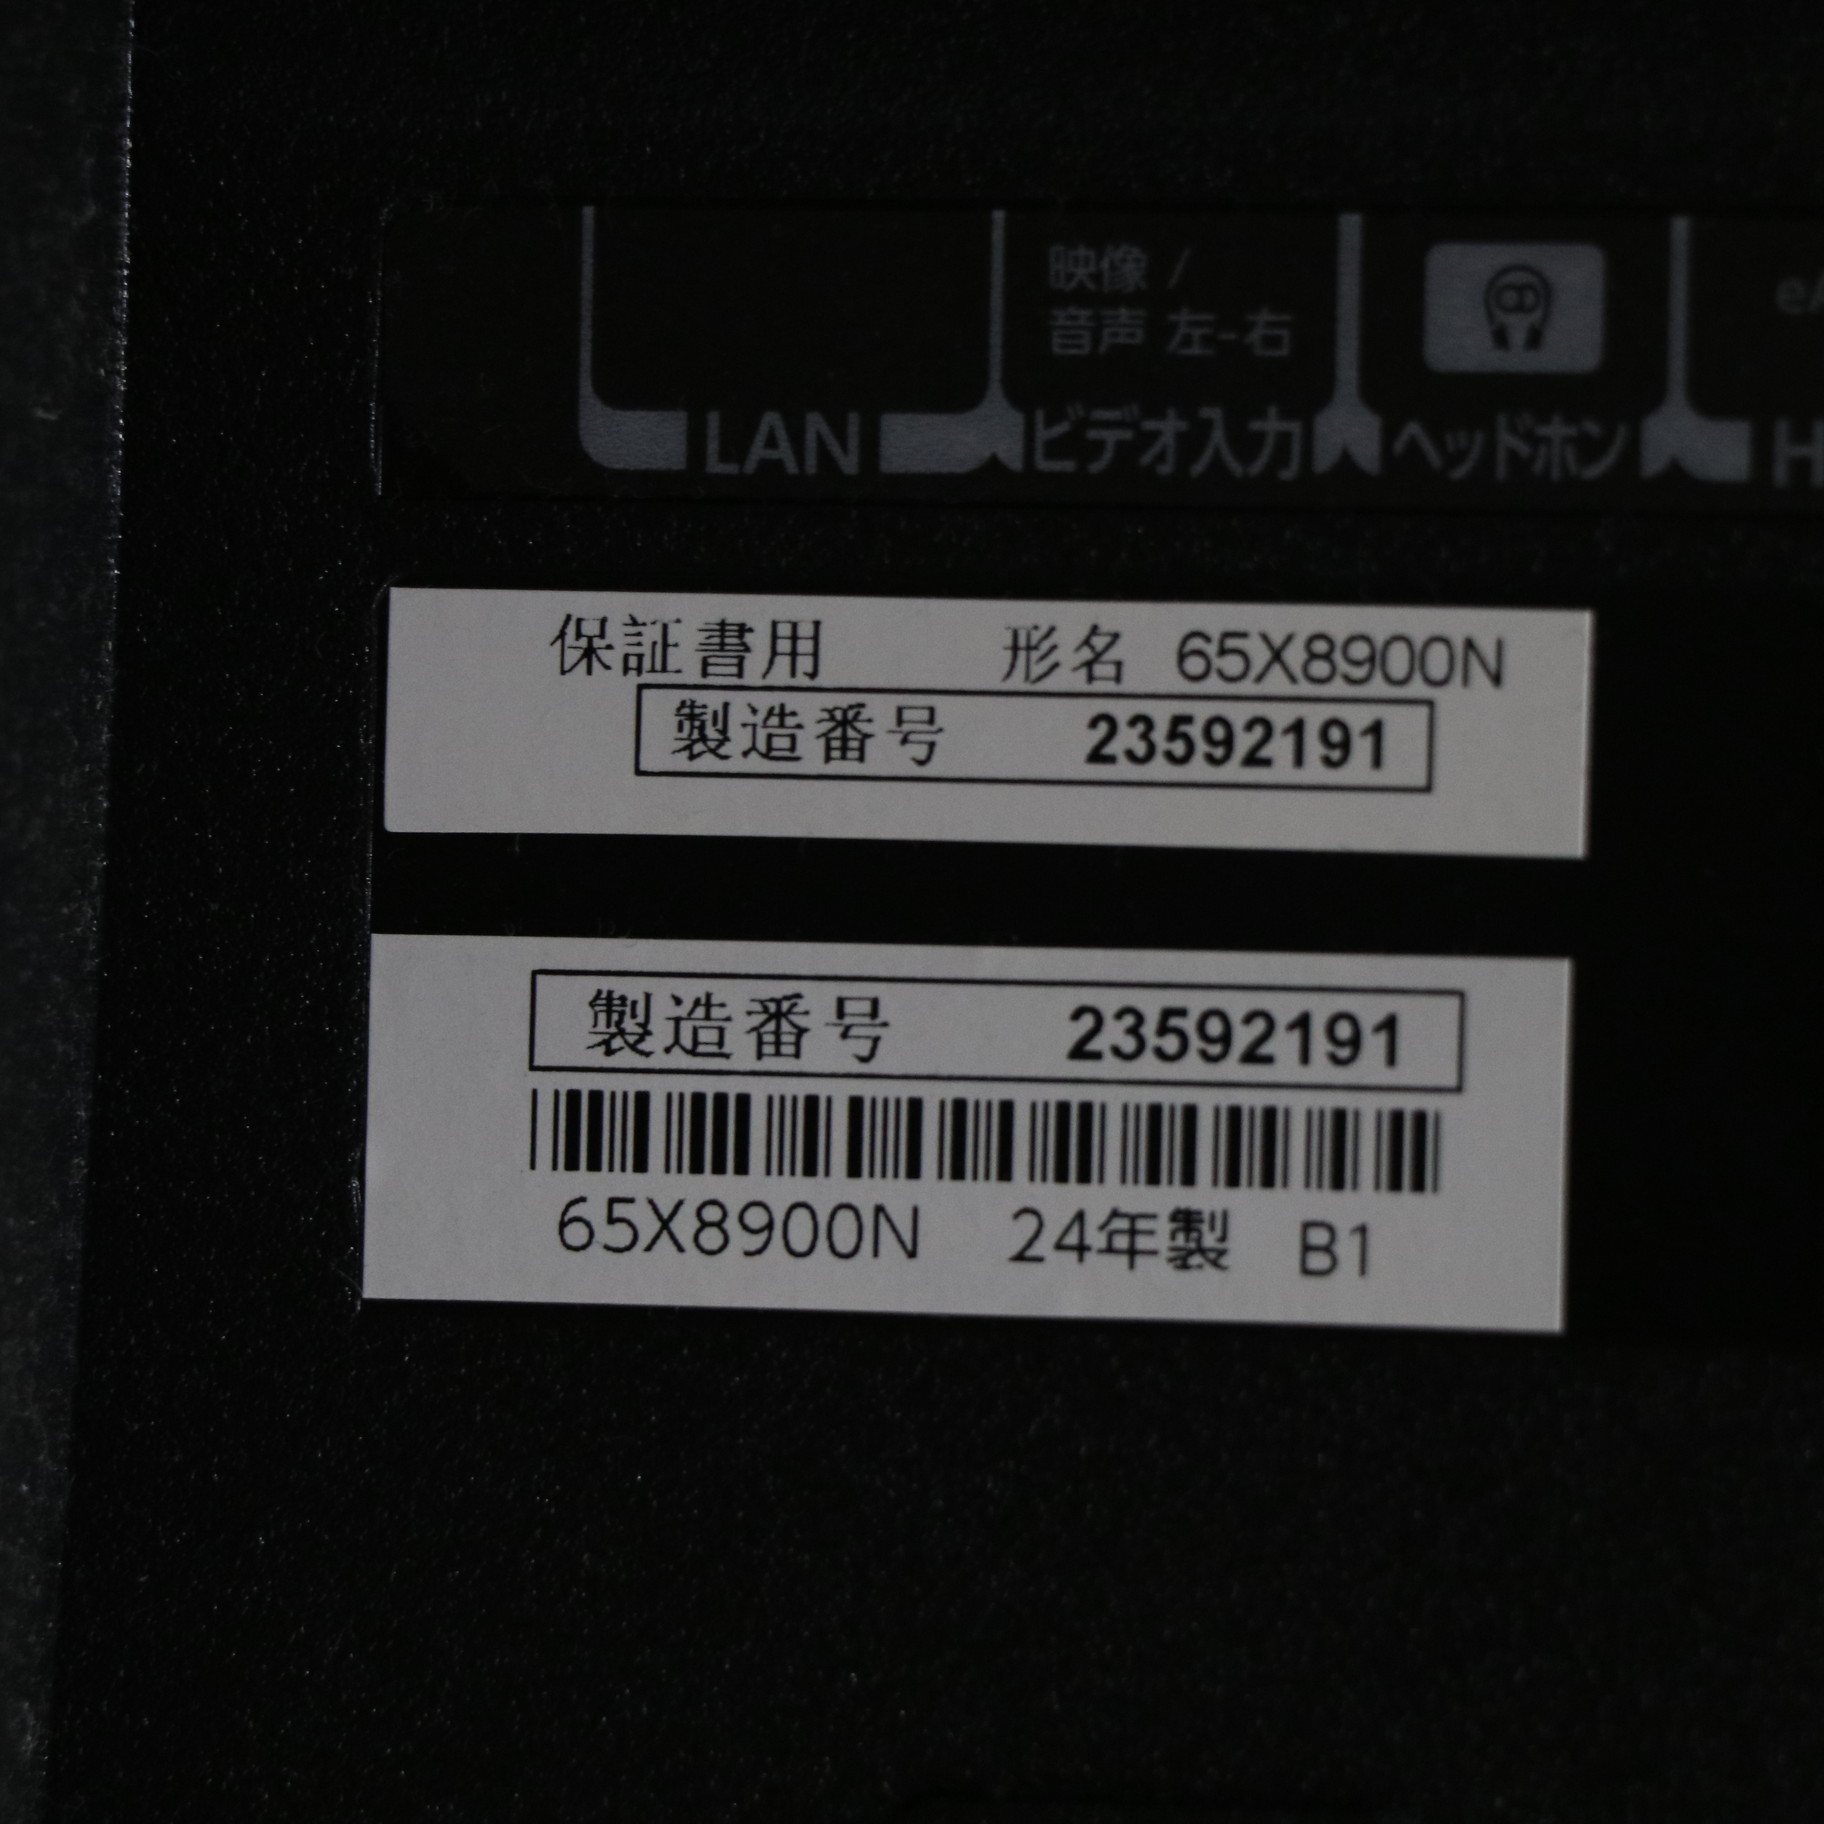 映像 /
音声 左-右
LAN ビデオ入力 ヘッドホン
保証書用 形名 65X8900N
製造番号 23592191
製造番号 23592191
65X8900N 24年製 B1